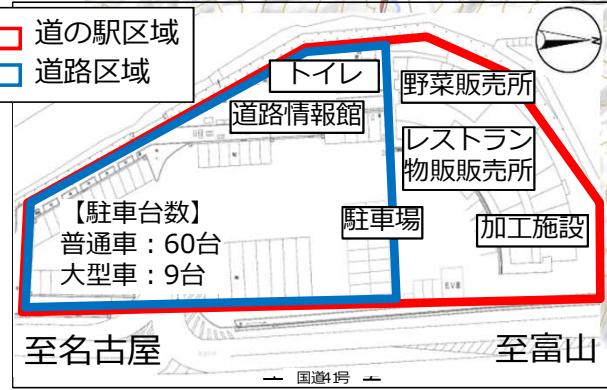 道の駅区域
道路区域
トイレ
野菜販売所
道路情報館
レストラン
物販販売所
【駐車台数】
普通車：60台
大型車：9台
駐車場
加工施設
EV充
至名古屋
至富山
国道41号